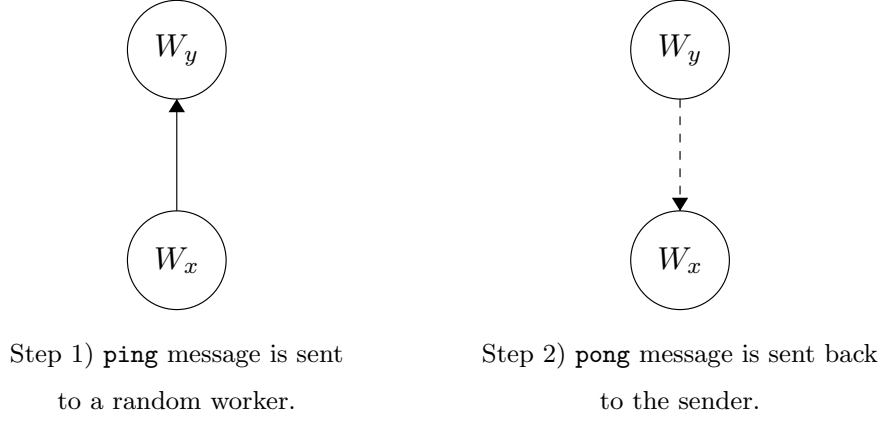 W_y
W_x
Step 1) ping message is sent
to a random worker.
W_y
W_x
Step 2) pong message is sent back
to the sender.